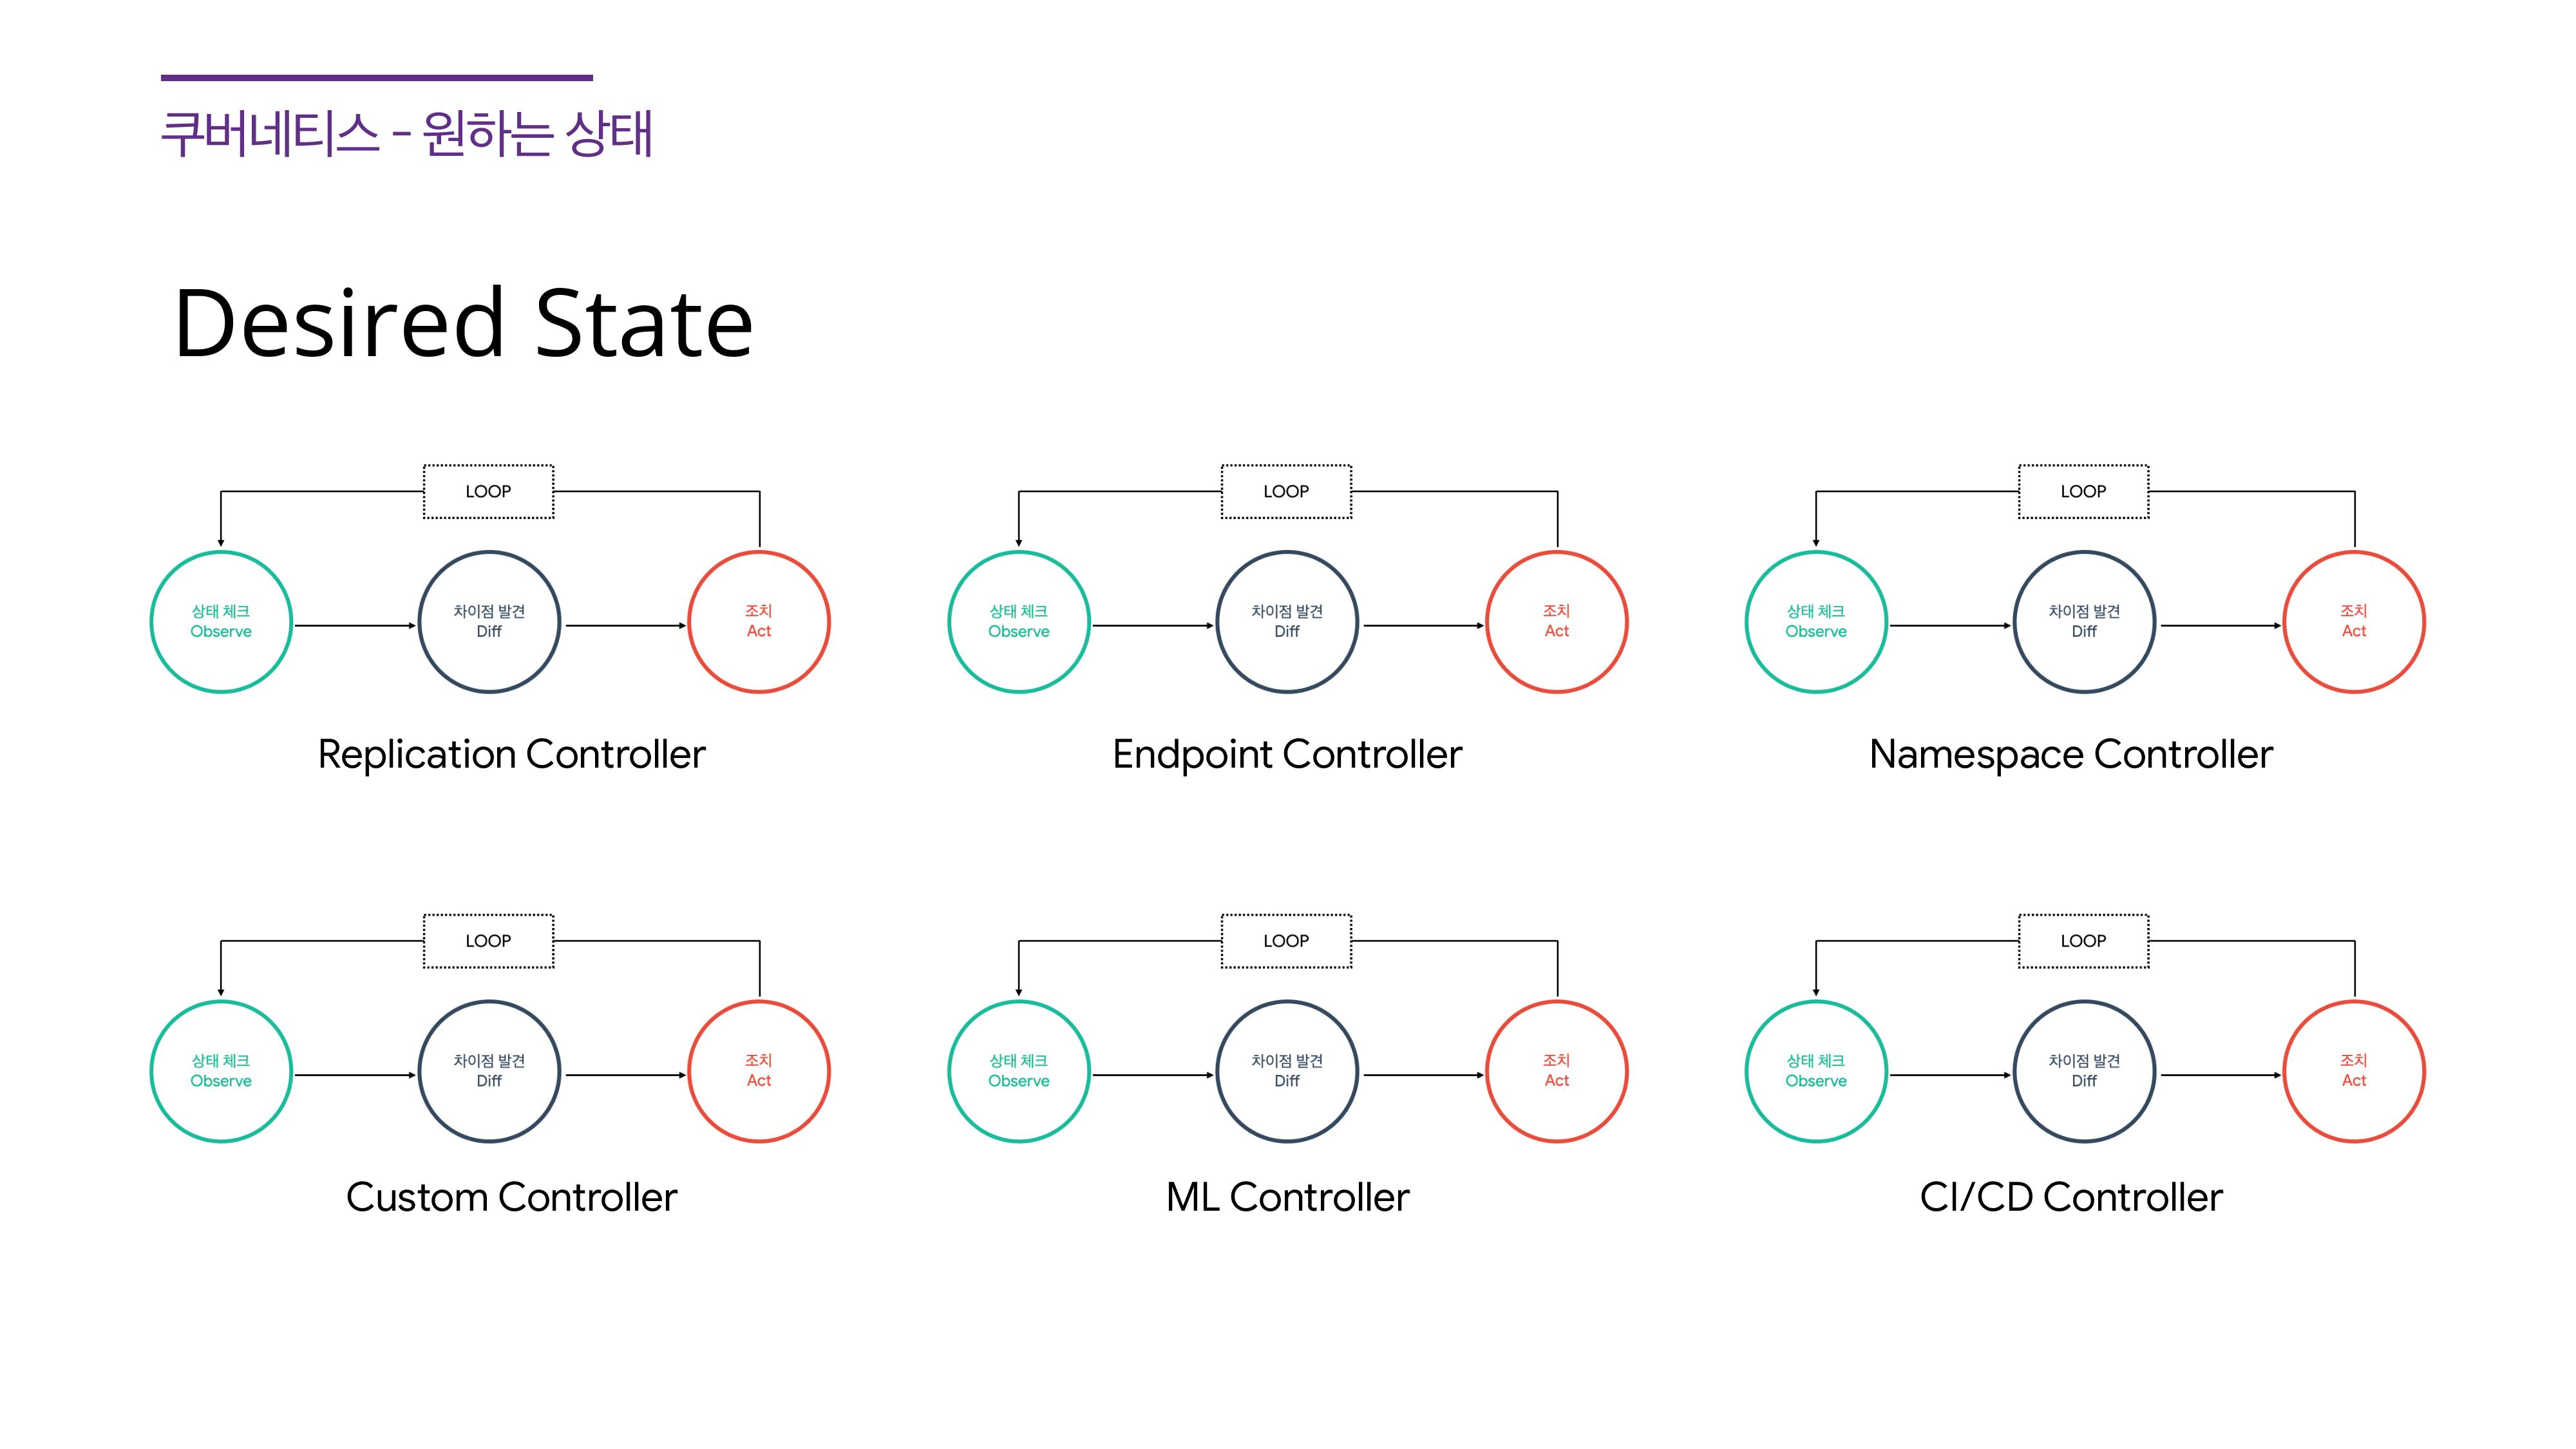 쿠버네티스 - 원하는 상태
Desired State
LOOP
상태 체크
Observe
차이점 발견
Diff
조치
Act
Replication Controller
LOOP
상태 체크
Observe
차이점 발견
Diff
조치
Act
Endpoint Controller
LOOP
상태 체크
Observe
차이점 발견
Diff
조치
Act
Namespace Controller
LOOP
상태 체크
Observe
차이점 발견
Diff
조치
Act
Custom Controller
LOOP
상태 체크
Observe
차이점 발견
Diff
조치
Act
ML Controller
LOOP
상태 체크
Observe
차이점 발견
Diff
조치
Act
CI/CD Controller